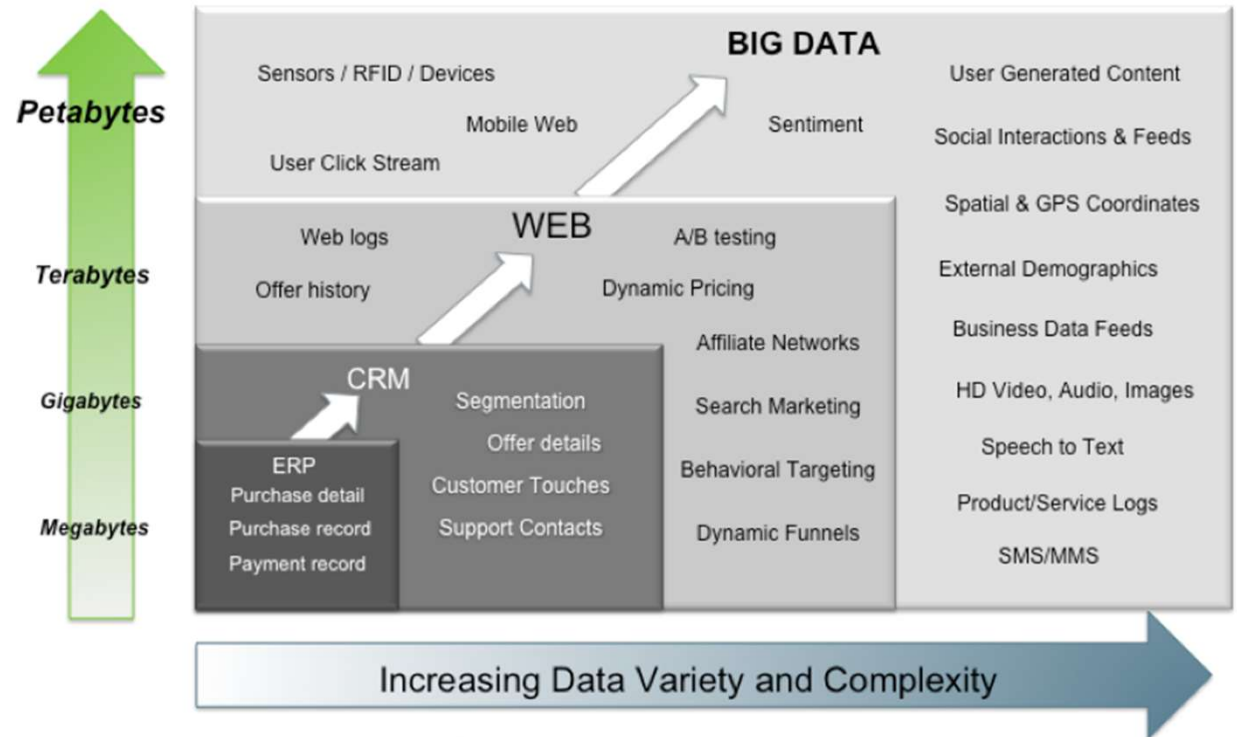 BIG DATA
Sensors / RFID / Devices
User Generated Content
Petabytes
Mobile Web
Sentiment
Social Interactions & Feeds
User Click Stream
Spatial & GPS Coordinates
WEB
Web logs
A/B testing
Terabytes
External Demographics
Offer history
Dynamic Pricing
Business Data Feeds
Affiliate Networks
CRM
HD Video, Audio, Images
Gigabytes
Segmentation
Search Marketing
Offer details
Speech to Text
ERP
Behavioral Targeting
Purchase detail
Customer Touches
Product/Service Logs
Megabytes
Purchase record
Support Contacts
Dynamic Funnels
SMS/MMS
Payment record
Increasing Data Variety and Complexity